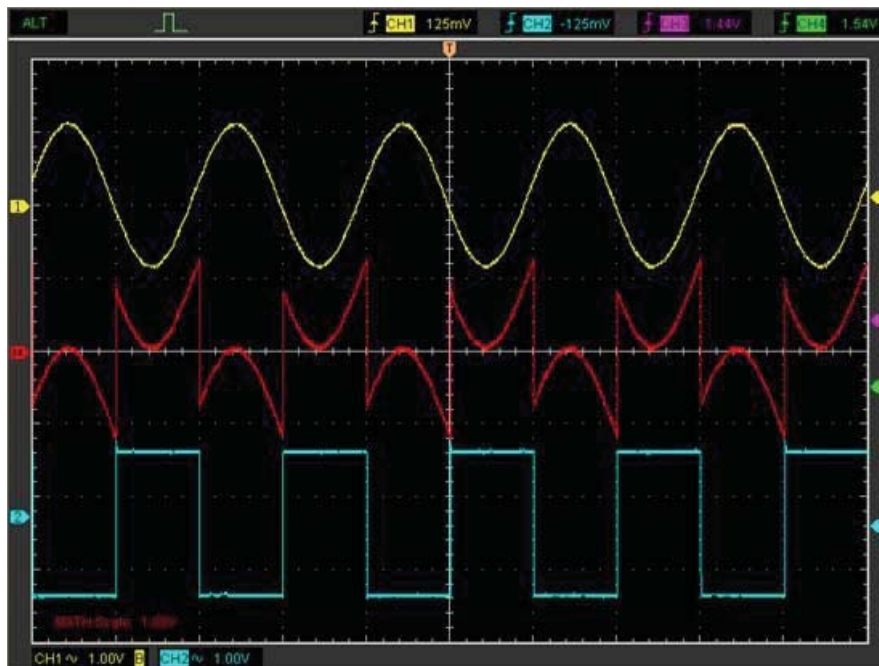 ALT CH1 125mV CH2 -125mV CH3 1.44V CH4 1.54V
T
1
2
MATH Scale 1.00V
CH1 ∿ 1.00V B CH2 ∿ 1.00V